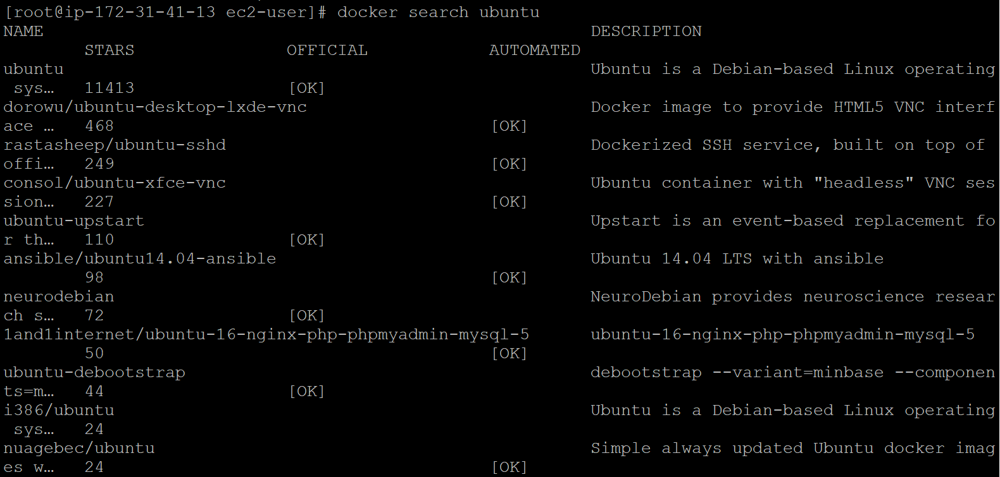 [root@ip-172-31-41-13 ec2-user]# docker search ubuntu
NAME DESCRIPTION
STARS OFFICIAL AUTOMATED
ubuntu Ubuntu is a Debian-based Linux operating
sys… 11413 [OK]
dorowu/ubuntu-desktop-lxde-vnc Docker image to provide HTML5 VNC interf
ace … 468 [OK]
rastasheep/ubuntu-sshd Dockerized SSH service, built on top of
offi… 249 [OK]
consol/ubuntu-xfce-vnc Ubuntu container with "headless" VNC ses
sion… 227 [OK]
ubuntu-upstart Upstart is an event-based replacement fo
r th… 110 [OK]
ansible/ubuntu14.04-ansible Ubuntu 14.04 LTS with ansible
98 [OK]
neurodebian NeuroDebian provides neuroscience resear
ch s… 72 [OK]
1and1internet/ubuntu-16-nginx-php-phpmyadmin-mysql-5 ubuntu-16-nginx-php-phpmyadmin-mysql-5
50 [OK]
ubuntu-debootstrap debootstrap --variant=minbase --componen
ts=m… 44 [OK]
i386/ubuntu Ubuntu is a Debian-based Linux operating
sys… 24
nuagebec/ubuntu Simple always updated Ubuntu docker imag
es w… 24 [OK]